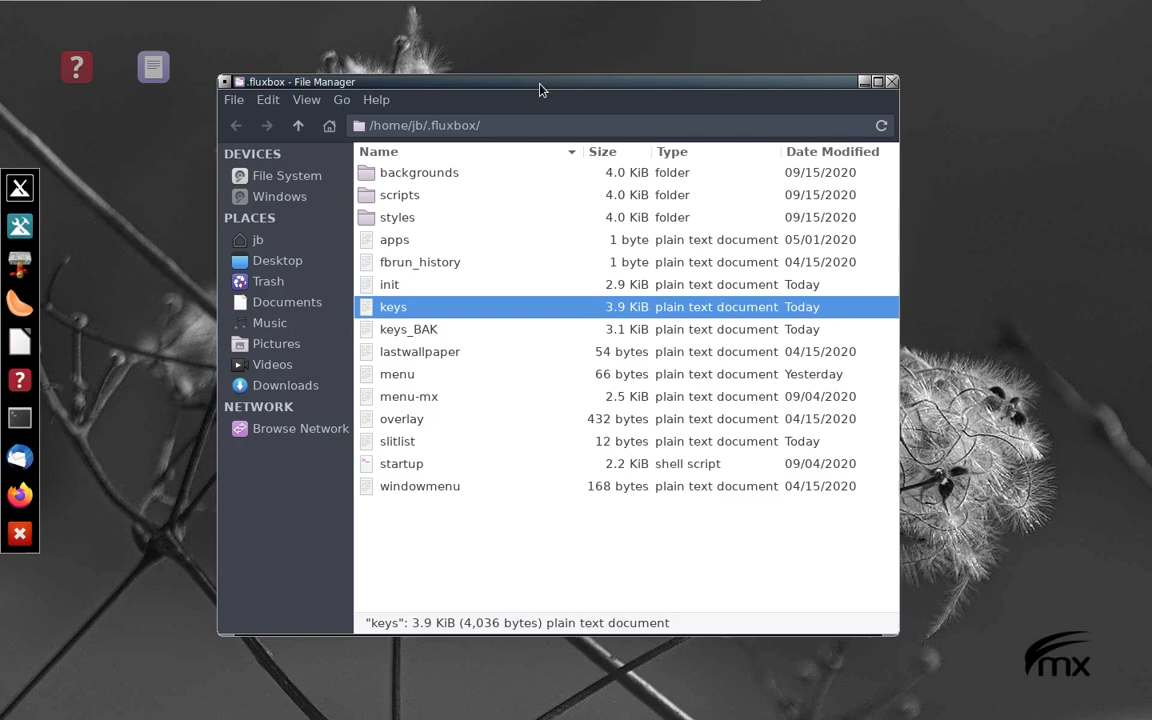 .fluxbox - File Manager
File Edit View Go Help
/home/jb/.fluxbox/
DEVICES
File System
Windows
PLACES
jb
Desktop
Trash
Documents
Music
Pictures
Videos
Downloads
NETWORK
Browse Network
Name Size Type Date Modified
backgrounds 4.0 KiB folder 09/15/2020
scripts 4.0 KiB folder 09/15/2020
styles 4.0 KiB folder 09/15/2020
apps 1 byte plain text document 05/01/2020
fbrun_history 1 byte plain text document 04/15/2020
init 2.9 KiB plain text document Today
keys 3.9 KiB plain text document Today
keys_BAK 3.1 KiB plain text document Today
lastwallpaper 54 bytes plain text document 04/15/2020
menu 66 bytes plain text document Yesterday
menu-mx 2.5 KiB plain text document 09/04/2020
overlay 432 bytes plain text document 04/15/2020
slitlist 12 bytes plain text document Today
startup 2.2 KiB shell script 09/04/2020
windowmenu 168 bytes plain text document 04/15/2020
"keys": 3.9 KiB (4,036 bytes) plain text document
mx